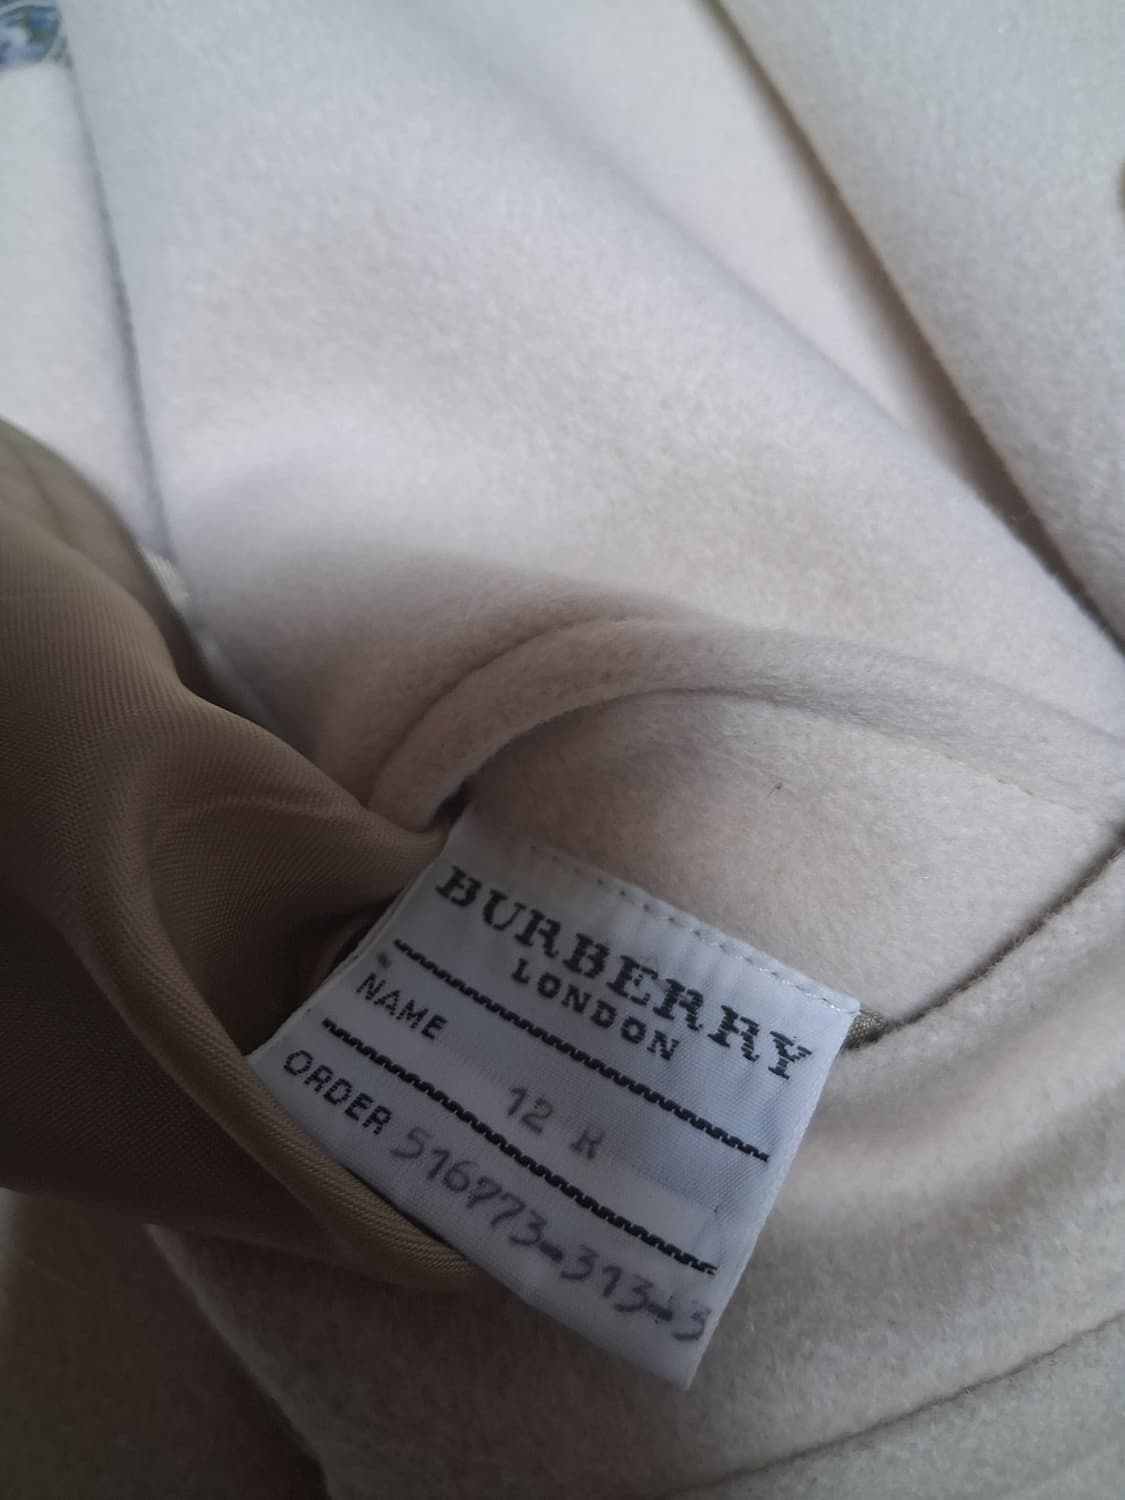 BURBERRY
LONDON
NAME
12 R
ORDER 516773-313-3